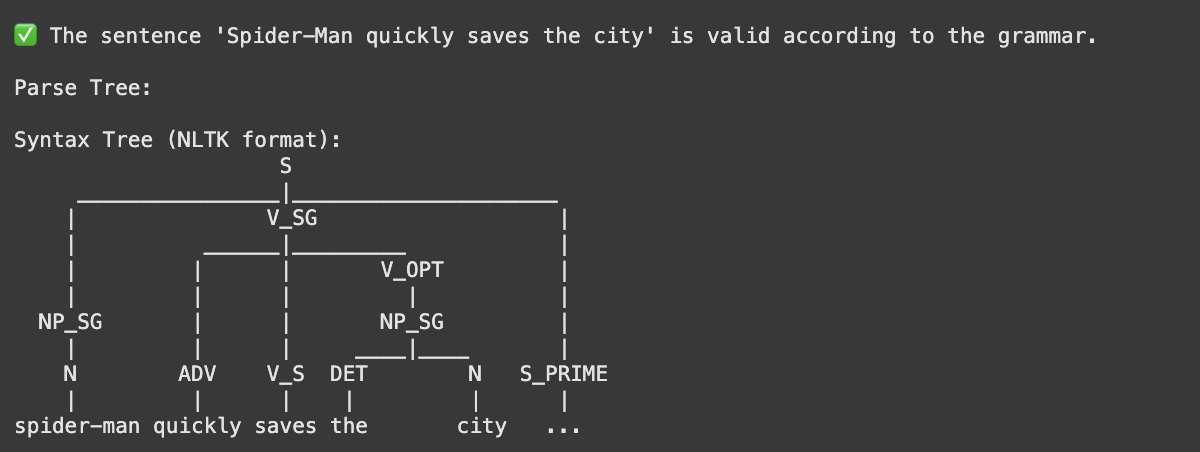 ✅ The sentence 'Spider-Man quickly saves the city' is valid according to the grammar.
Parse Tree:
Syntax Tree (NLTK format):
S
V_SG
V_OPT
NP_SG NP_SG
N ADV V_S DET N S_PRIME
spider-man quickly saves the city ...